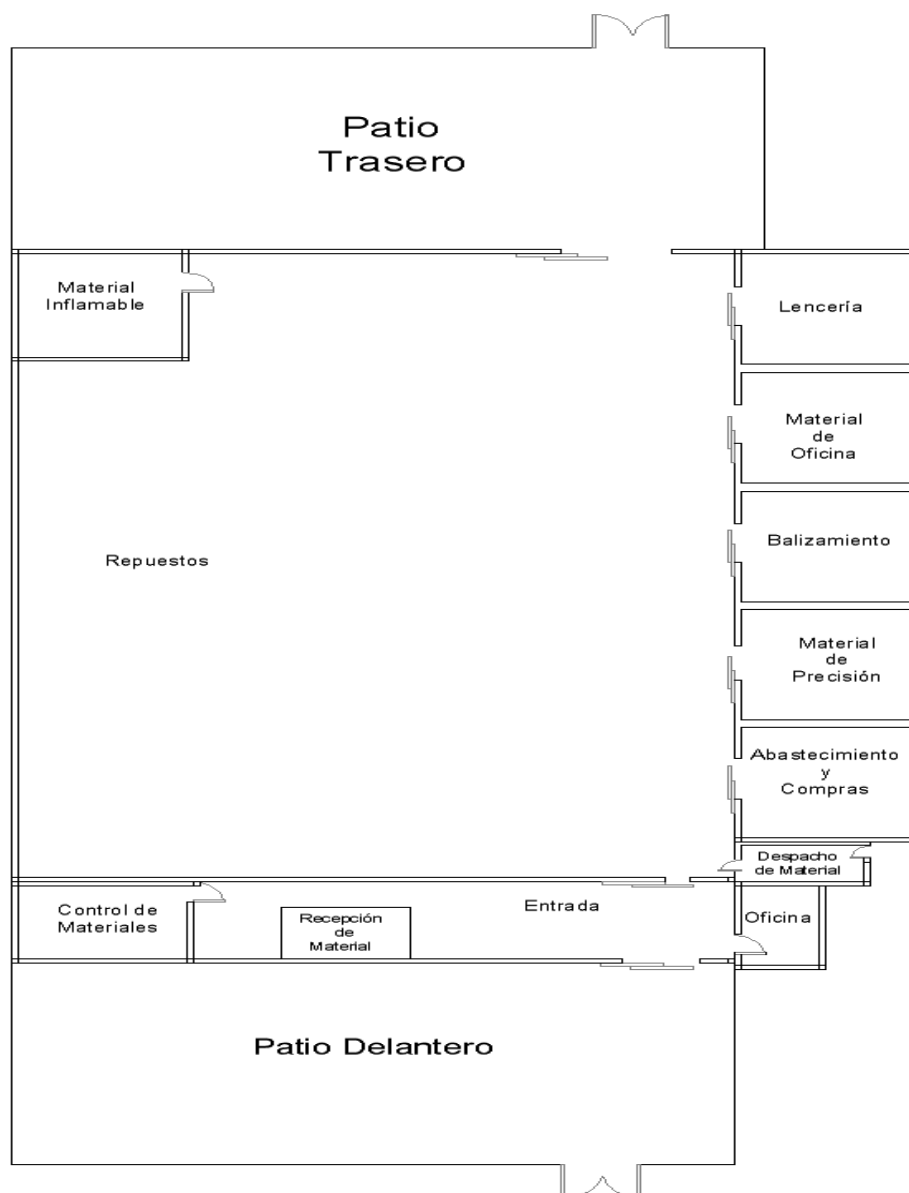 Patio
Trasero
Material
Inflamable
Lencería
Material
de
Oficina
Repuestos
Balizamiento
Material
de
Precisión
Abastecimiento
y
Compras
Despacho
de Material
Control de
Materiales
Recepción
de
Material
Entrada
Oficina
Patio Delantero